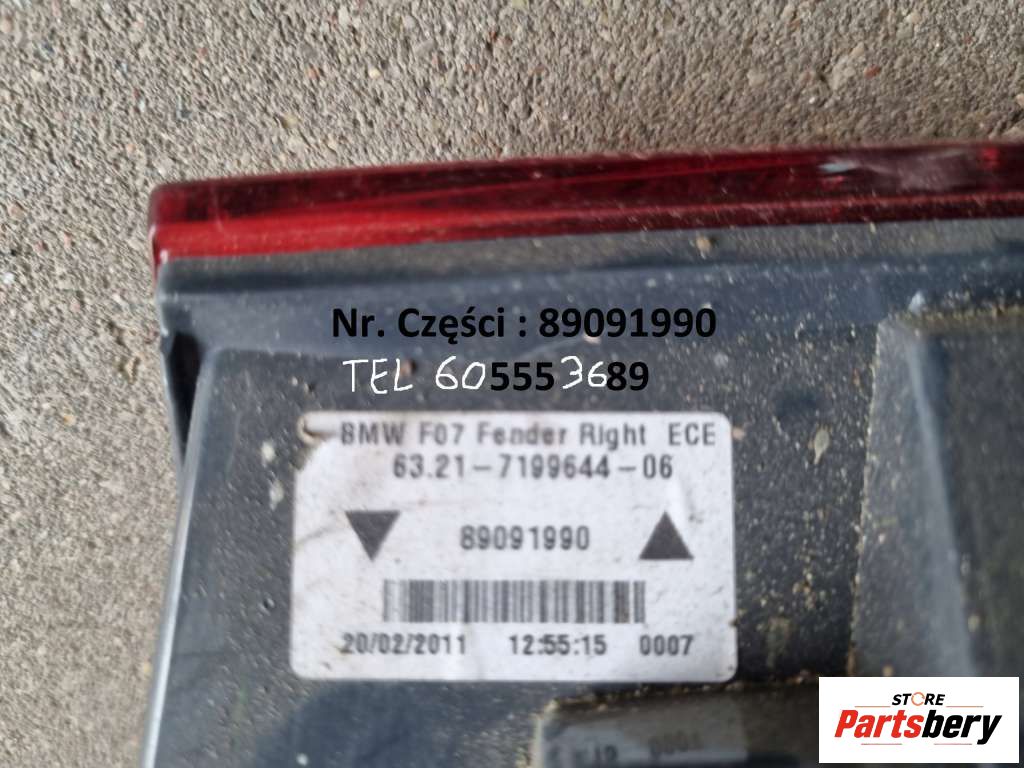 Nr. Części : 89091990
TEL 605553689
BMW F07 Fender Right ECE
63.21-7199644-06
89091990
20/02/2011 12:55:15 0007
STORE
Partsbery